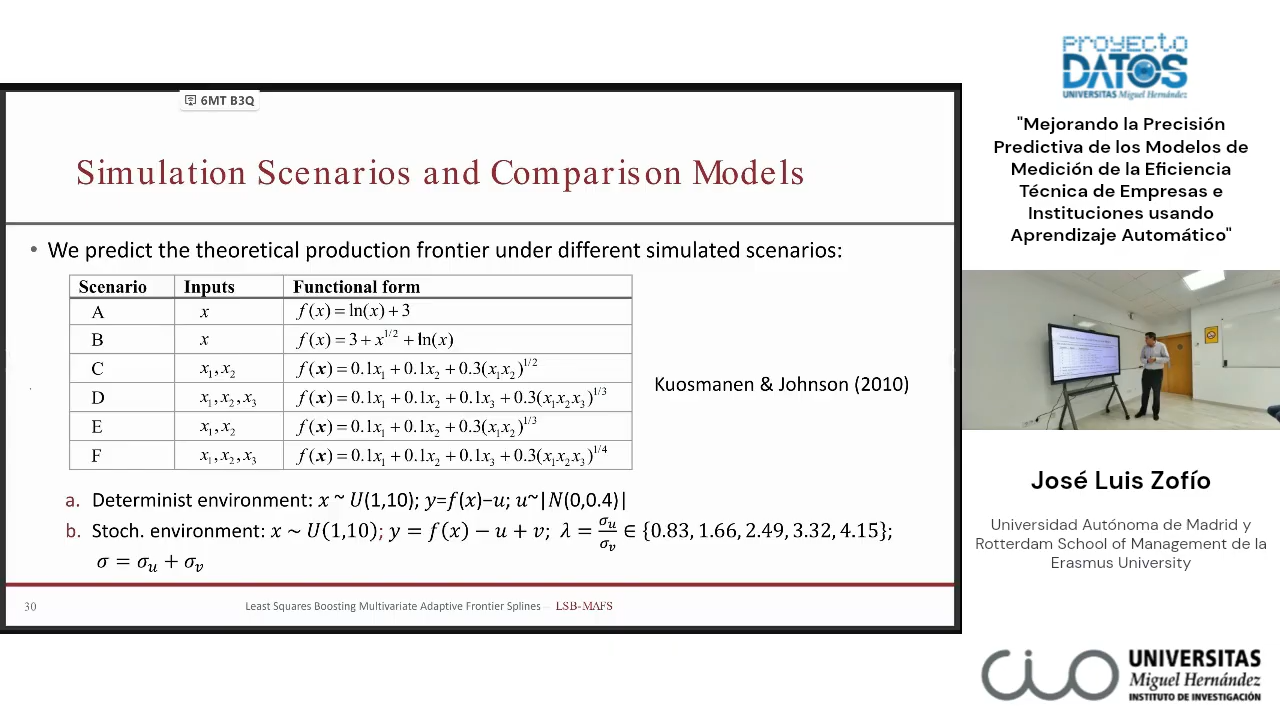 6MT B3Q
Simulation Scenarios and Comparison Models
• We predict the theoretical production frontier under different simulated scenarios:
Scenario Inputs Functional form
A x f(x) = ln(x) + 3
B x f(x) = 3 + x^{1/2} + ln(x)
C x₁, x₂ f(x) = 0.1x₁ + 0.1x₂ + 0.3(x₁x₂)^{1/2}
D x₁, x₂, x₃ f(x) = 0.1x₁ + 0.1x₂ + 0.1x₃ + 0.3(x₁x₂x₃)^{1/3}
E x₁, x₂ f(x) = 0.1x₁ + 0.1x₂ + 0.3(x₁x₂)^{1/3}
F x₁, x₂, x₃ f(x) = 0.1x₁ + 0.1x₂ + 0.1x₃ + 0.3(x₁x₂x₃)^{1/4}
Kuosmanen & Johnson (2010)
a. Determinist environment: x ~ U(1,10); y=f(x)−u; u~|N(0,0.4)|
b. Stoch. environment: x ~ U(1,10); y = f(x) − u + v; λ = σ_u/σ_v ∈ {0.83, 1.66, 2.49, 3.32, 4.15};
σ = σ_u + σ_v
30
Least Squares Boosting Multivariate Adaptive Frontier Splines – LSB-MAFS
PROYECTO
DATOS
UNIVERSITAS Miguel Hernández
"Mejorando la Precisión
Predictiva de los Modelos de
Medición de la Eficiencia
Técnica de Empresas e
Instituciones usando
Aprendizaje Automático"
José Luis Zofío
Universidad Autónoma de Madrid y
Rotterdam School of Management de la
Erasmus University
CIO
UNIVERSITAS
Miguel Hernández
INSTITUTO DE INVESTIGACIÓN